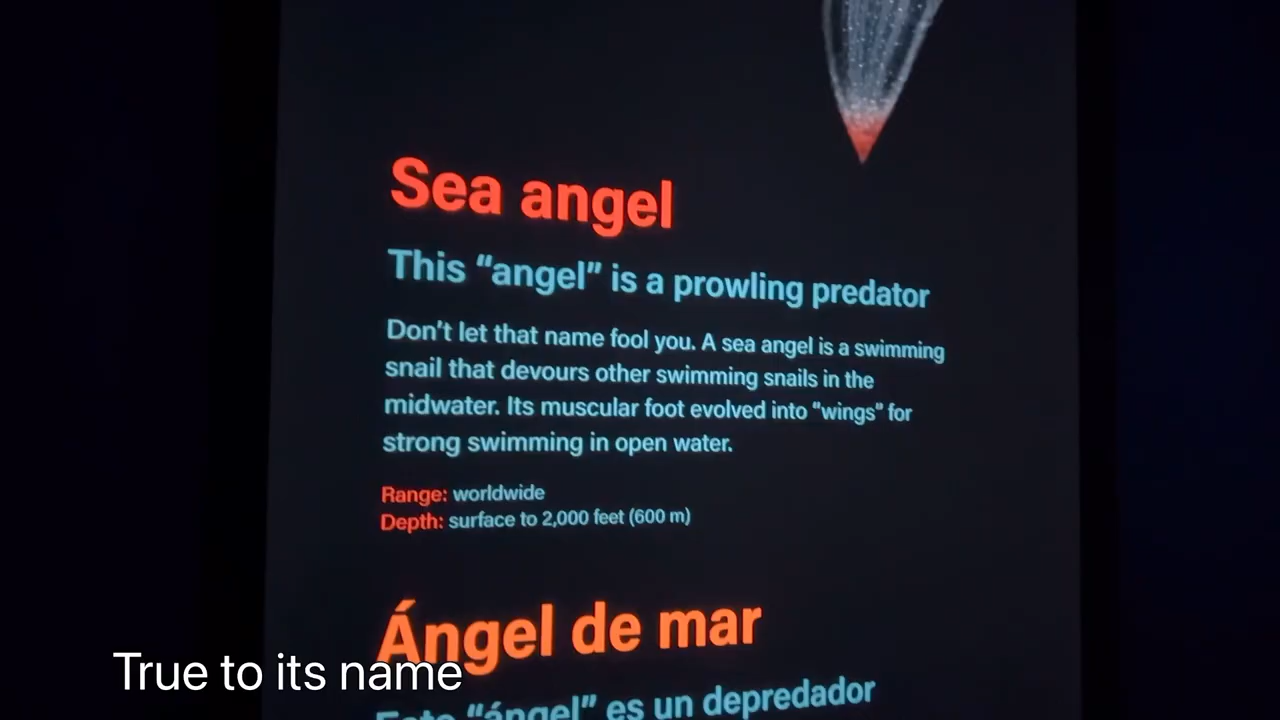 Sea angel
This “angel” is a prowling predator
Don’t let that name fool you. A sea angel is a swimming
snail that devours other swimming snails in the
midwater. Its muscular foot evolved into “wings” for
strong swimming in open water.
Range: worldwide
Depth: surface to 2,000 feet (600 m)
Ángel de mar
True to its name
Este “ángel” es un depredador